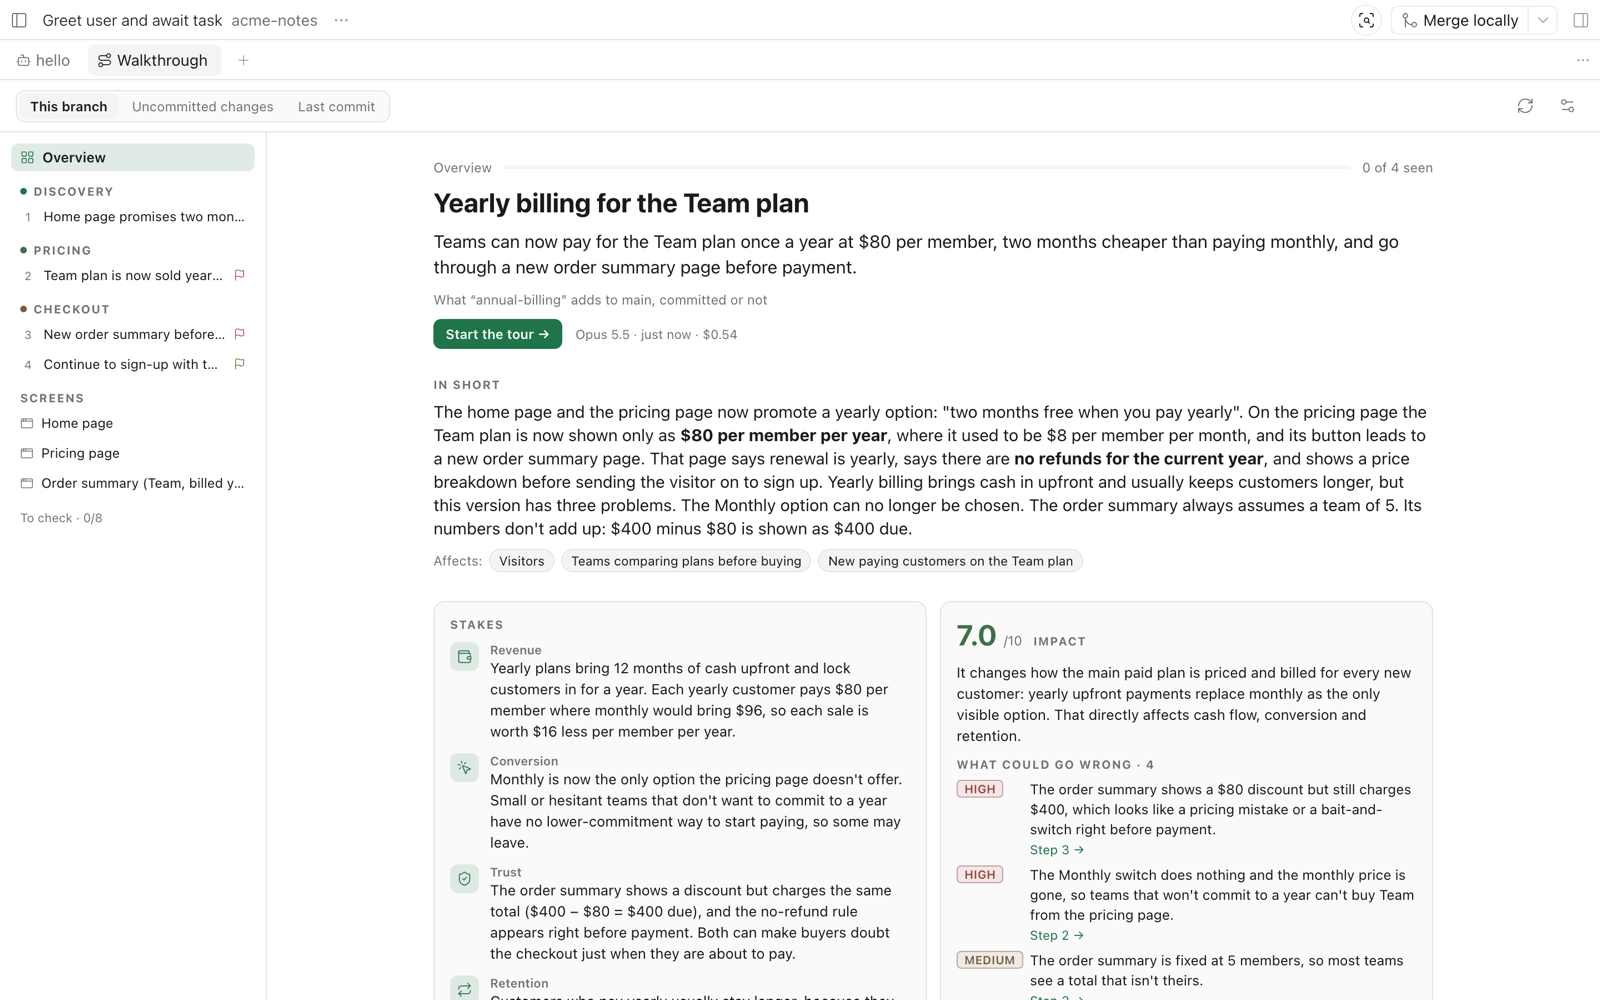 Greet user and await task acme-notes
Merge locally
hello
Walkthrough
This branch
Uncommitted changes
Last commit
Overview
DISCOVERY
1 Home page promises two mon...
PRICING
2 Team plan is now sold year...
CHECKOUT
3 New order summary before...
4 Continue to sign-up with t...
SCREENS
Home page
Pricing page
Order summary (Team, billed y...
To check · 0/8
Overview
0 of 4 seen
Yearly billing for the Team plan
Teams can now pay for the Team plan once a year at $80 per member, two months cheaper than paying monthly, and go
through a new order summary page before payment.
What “annual-billing” adds to main, committed or not
Start the tour →
Opus 5.5 · just now · $0.54
IN SHORT
The home page and the pricing page now promote a yearly option: "two months free when you pay yearly". On the pricing page the
Team plan is now shown only as $80 per member per year, where it used to be $8 per member per month, and its button leads to
a new order summary page. That page says renewal is yearly, says there are no refunds for the current year, and shows a price
breakdown before sending the visitor on to sign up. Yearly billing brings cash in upfront and usually keeps customers longer, but
this version has three problems. The Monthly option can no longer be chosen. The order summary always assumes a team of 5. Its
numbers don't add up: $400 minus $80 is shown as $400 due.
Affects: Visitors Teams comparing plans before buying New paying customers on the Team plan
STAKES
Revenue
Yearly plans bring 12 months of cash upfront and lock
customers in for a year. Each yearly customer pays $80 per
member where monthly would bring $96, so each sale is
worth $16 less per member per year.
Conversion
Monthly is now the only option the pricing page doesn't offer.
Small or hesitant teams that don't want to commit to a year
have no lower-commitment way to start paying, so some may
leave.
Trust
The order summary shows a discount but charges the same
total ($400 – $80 = $400 due), and the no-refund rule
appears right before payment. Both can make buyers doubt
the checkout just when they are about to pay.
Retention
Customers who pay yearly usually stay longer, because they
7.0 /10 IMPACT
It changes how the main paid plan is priced and billed for every new
customer: yearly upfront payments replace monthly as the only
visible option. That directly affects cash flow, conversion and
retention.
WHAT COULD GO WRONG · 4
HIGH
The order summary shows a $80 discount but still charges
$400, which looks like a pricing mistake or a bait-and-
switch right before payment.
Step 3 →
HIGH
The Monthly switch does nothing and the monthly price is
gone, so teams that won't commit to a year can't buy Team
from the pricing page.
Step 2 →
MEDIUM
The order summary is fixed at 5 members, so most teams
see a total that isn't theirs.